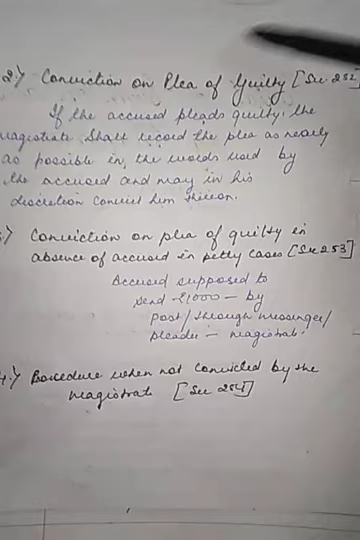 2.) Conviction on Plea of Guilty [Sec 252]
If the accused pleads guilty, the
magistrate shall record the plea as nearly
as possible in, the words used by
the accused and may in his
discretion convict him thereon.
3.) Conviction on plea of guilty in
absence of accused in petty cases [Sec 253]
Accused supposed to
send ₹1000 – by
post/through messenger/
pleader – magistrate.
4.) Procedure when not convicted by the
magistrate [Sec 254]